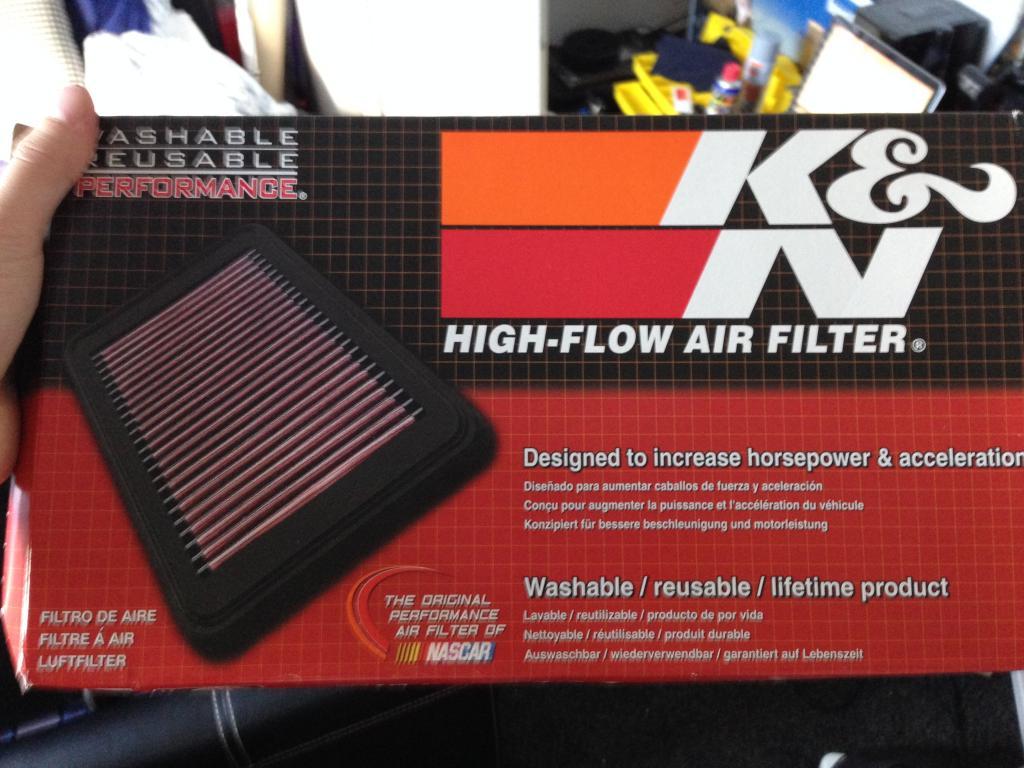 WASHABLE
REUSABLE
PERFORMANCE®
K&
N
HIGH-FLOW AIR FILTER®
Designed to increase horsepower & acceleration
Diseñado para aumentar caballos de fuerza y aceleración
Conçu pour augmenter la puissance et l'accélération du véhicule
Konzipiert für bessere beschleunigung und motorleistung
Washable / reusable / lifetime product
Lavable / reutilizable / producto de por vida
Nettoyable / réutilisable / produit durable
Auswaschbar / wiederverwendbar / garantiert auf Lebenszeit
THE ORIGINAL
PERFORMANCE
AIR FILTER OF
NASCAR
FILTRO DE AIRE
FILTRE Á AIR
LUFTFILTER